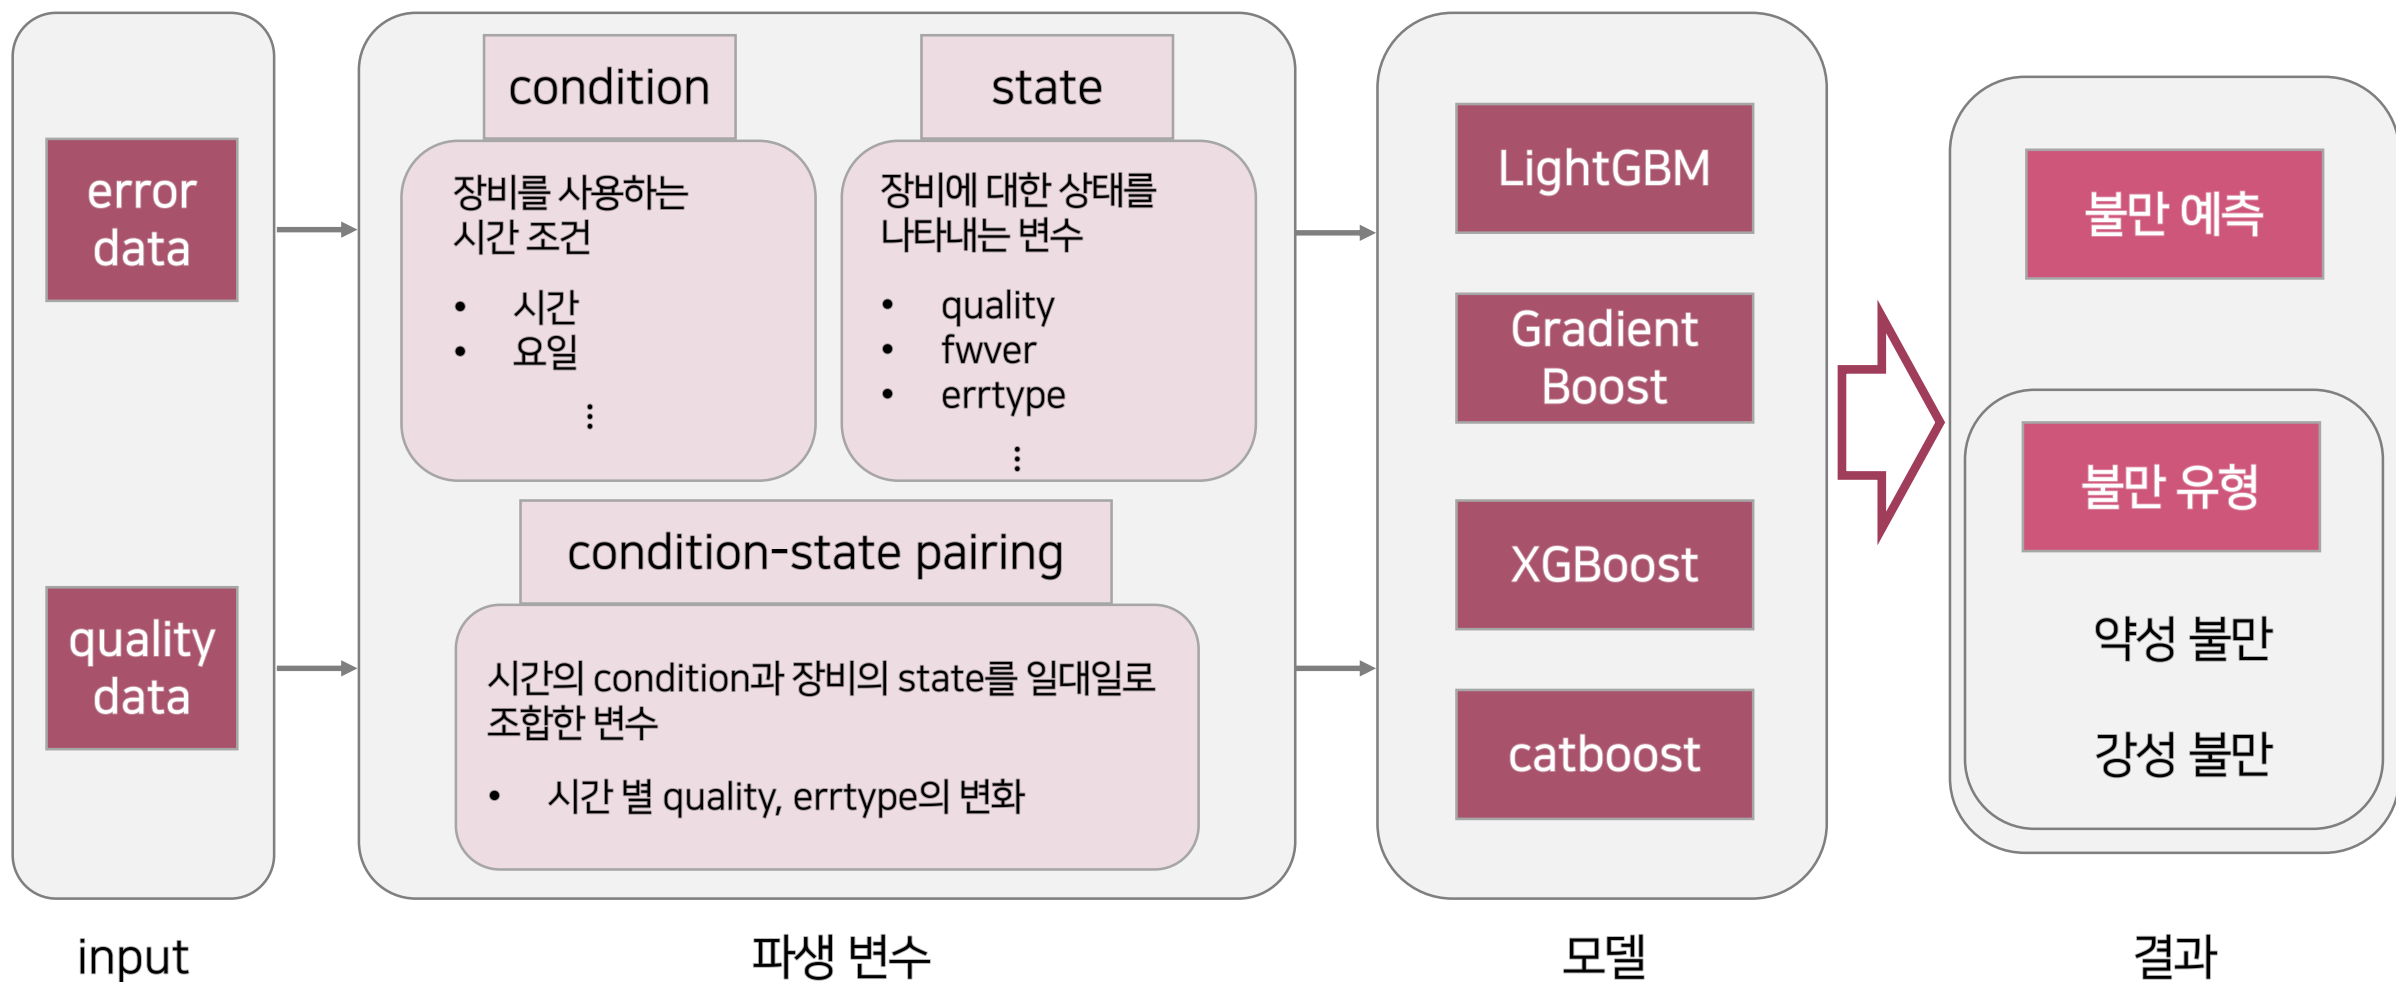 error
data
quality
data
input
condition
장비를 사용하는
시간 조건
• 시간
• 요일
⋮
state
장비에 대한 상태를
나타내는 변수
• quality
• fwver
• errtype
⋮
condition-state pairing
시간의 condition과 장비의 state를 일대일로
조합한 변수
• 시간 별 quality, errtype의 변화
파생 변수
LightGBM
Gradient
Boost
XGBoost
catboost
모델
불만 예측
불만 유형
약성 불만
강성 불만
결과